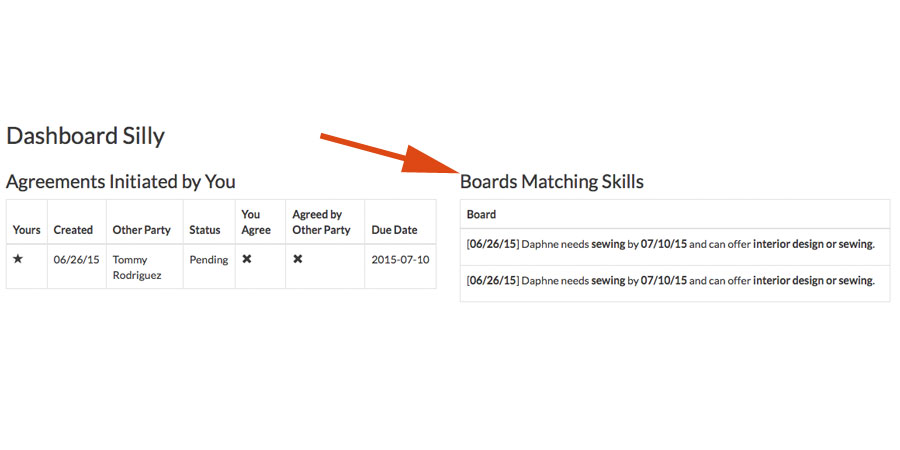 Dashboard Silly
Agreements Initiated by You
Yours Created Other Party Status You Agree Agreed by Other Party Due Date
★ 06/26/15 Tommy Rodriguez Pending ✖ ✖ 2015-07-10
Boards Matching Skills
Board
[06/26/15] Daphne needs sewing by 07/10/15 and can offer interior design or sewing.
[06/26/15] Daphne needs sewing by 07/10/15 and can offer interior design or sewing.